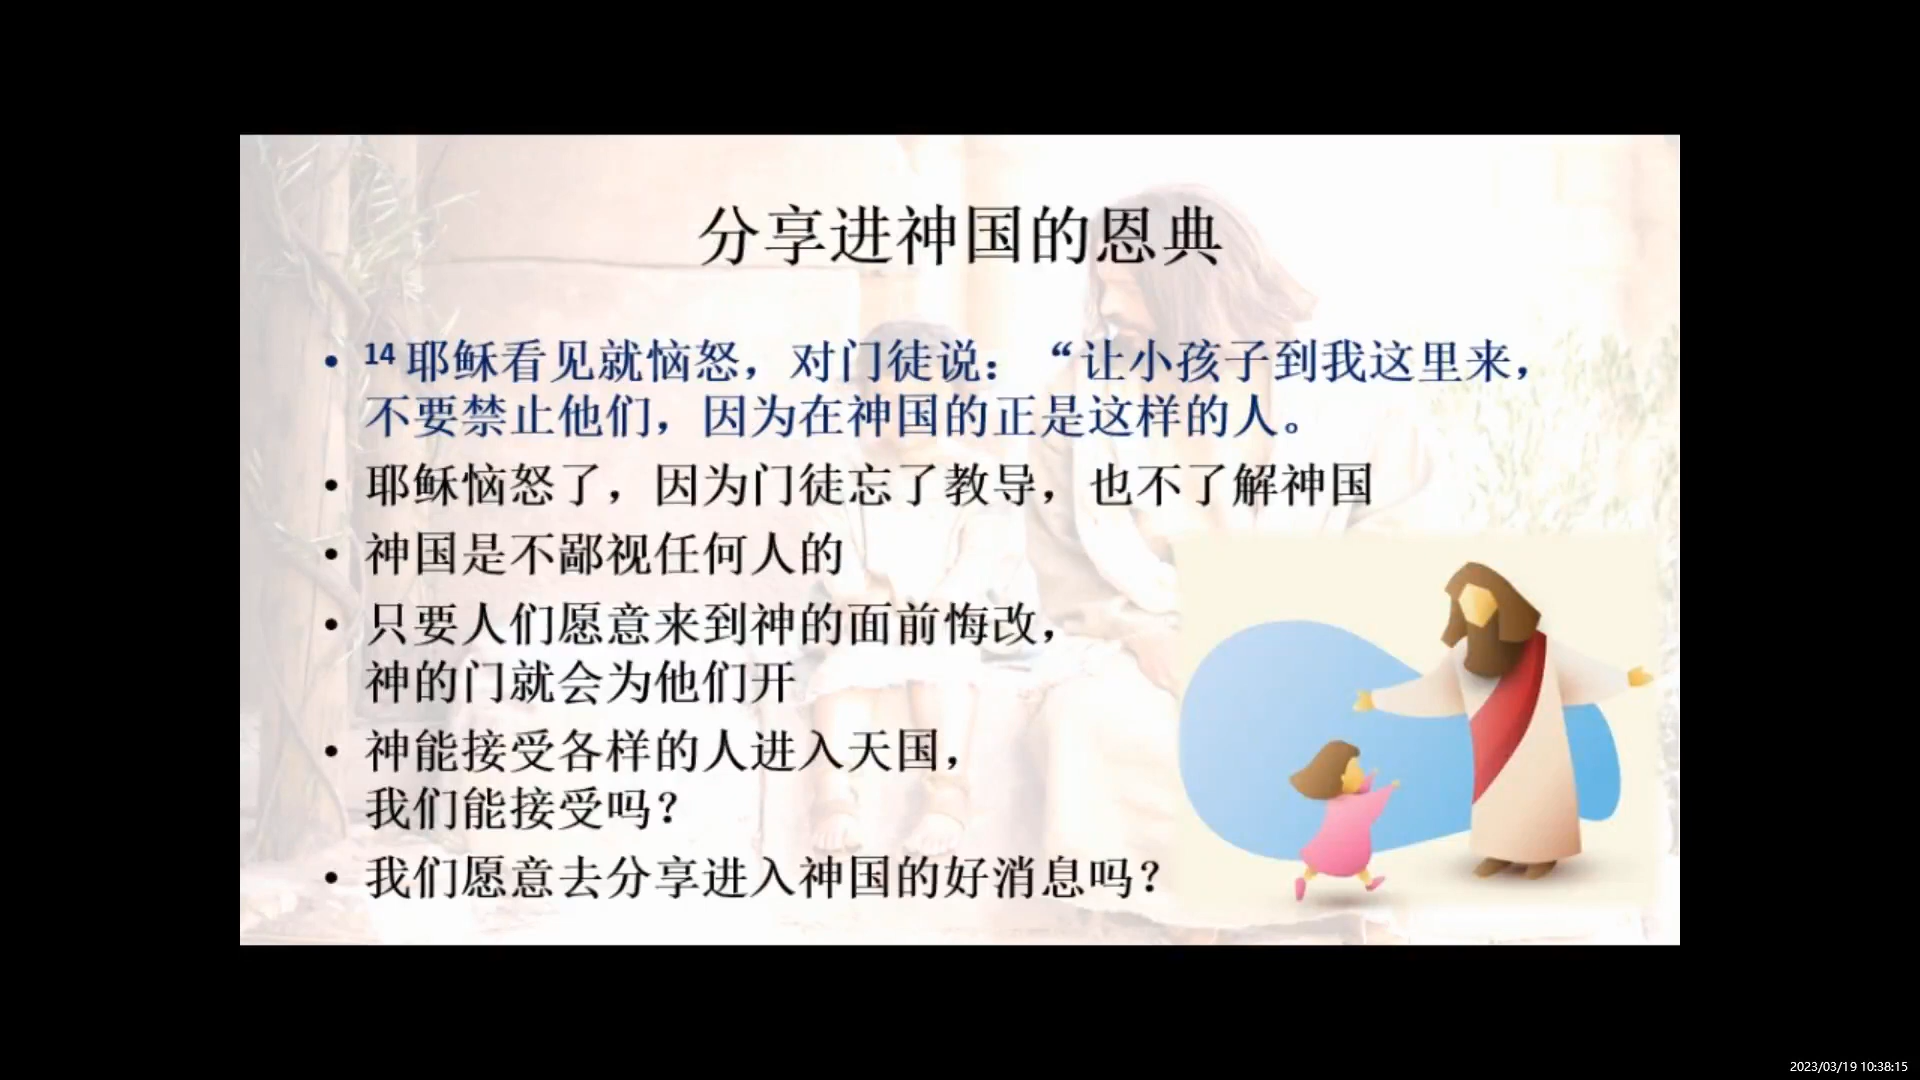 分享进神国的恩典
• 14 耶稣看见就恼怒，对门徒说：“让小孩子到我这里来，
不要禁止他们，因为在神国的正是这样的人。
• 耶稣恼怒了，因为门徒忘了教导，也不了解神国
• 神国是不鄙视任何人的
• 只要人们愿意来到神的面前悔改，
神的门就会为他们开
• 神能接受各样的人进入天国，
我们能接受吗？
• 我们愿意去分享进入神国的好消息吗？
2023/03/19 10:38:15